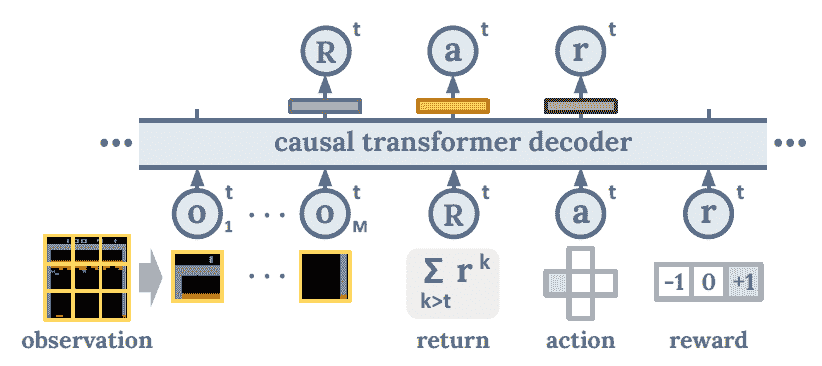 R t a t r t
••• causal transformer decoder •••
o t 1 ··· o t M R t a t r t
··· Σ r k -1 0 +1
k>t
observation return action reward